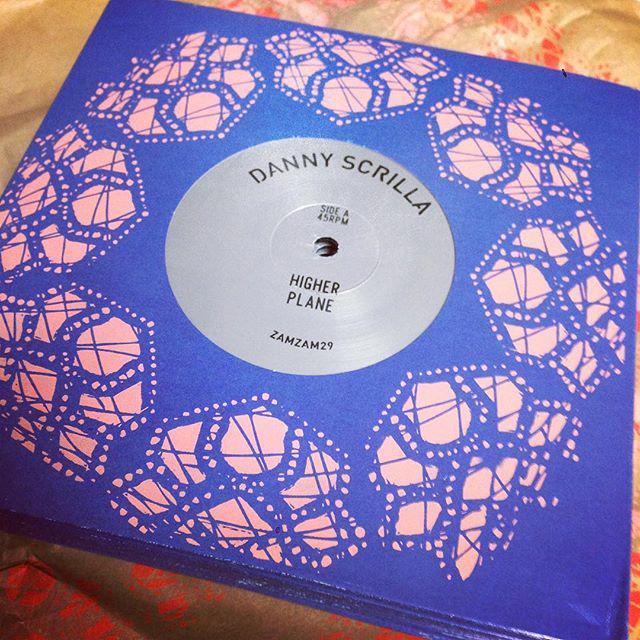 DANNY SCRILLA
SIDE A
45RPM
HIGHER
PLANE
ZAMZAM29